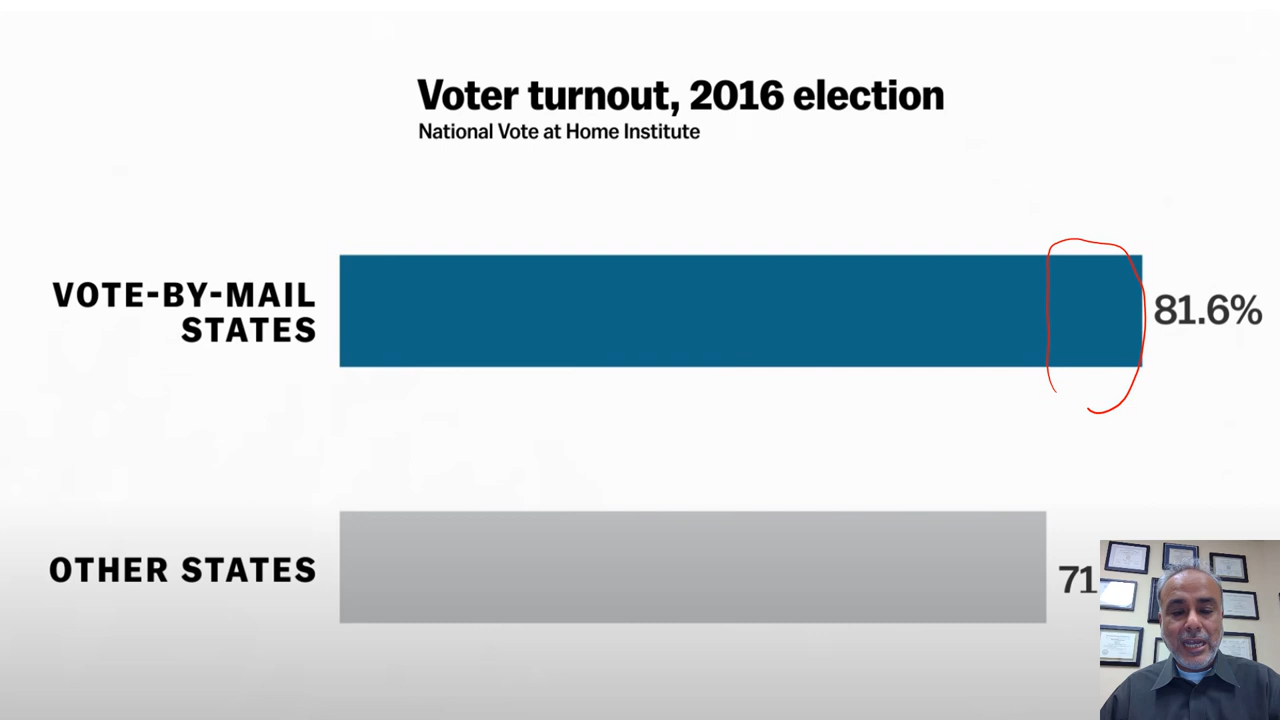 Voter turnout, 2016 election
National Vote at Home Institute
VOTE-BY-MAIL
STATES
81.6%
OTHER STATES
71